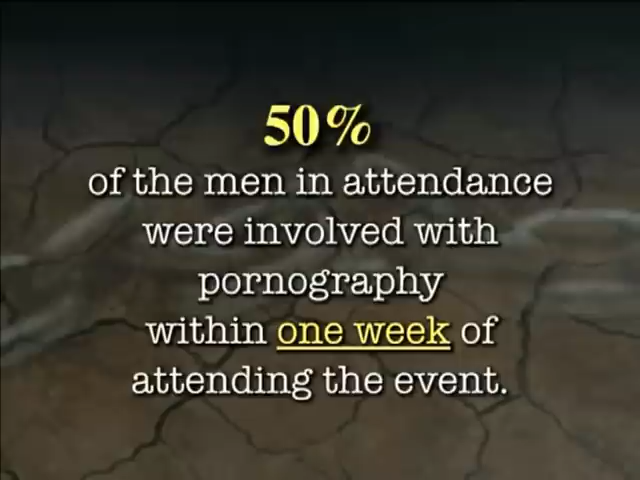 50%
of the men in attendance
were involved with
pornography
within one week of
attending the event.